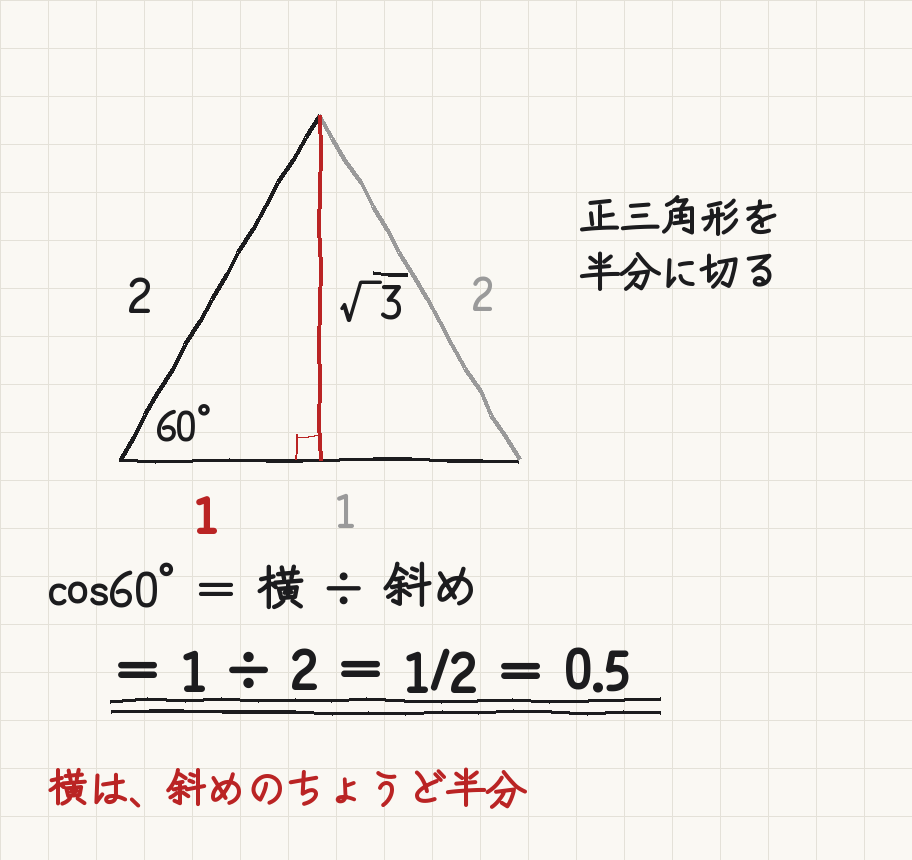 正三角形を
半分に切る
2
√3
2
60°
1
1
cos60° = 横 ÷ 斜め
= 1 ÷ 2 = 1/2 = 0.5
横は、斜めのちょうど半分